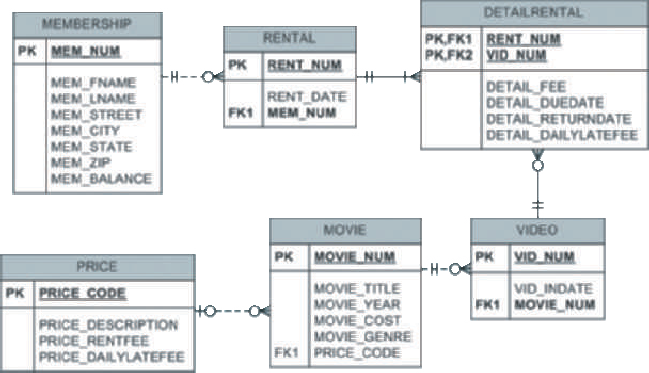 MEMBERSHIP
PK MEM_NUM
MEM_FNAME
MEM_LNAME
MEM_STREET
MEM_CITY
MEM_STATE
MEM_ZIP
MEM_BALANCE
RENTAL
PK RENT_NUM
RENT_DATE
FK1 MEM_NUM
DETAILRENTAL
PK,FK1 RENT_NUM
PK,FK2 VID_NUM
DETAIL_FEE
DETAIL_DUEDATE
DETAIL_RETURNDATE
DETAIL_DAILYLATEFEE
PRICE
PK PRICE_CODE
PRICE_DESCRIPTION
PRICE_RENTFEE
PRICE_DAILYLATEFEE
MOVIE
PK MOVIE_NUM
MOVIE_TITLE
MOVIE_YEAR
MOVIE_COST
MOVIE_GENRE
FK1 PRICE_CODE
VIDEO
PK VID_NUM
VID_INDATE
FK1 MOVIE_NUM